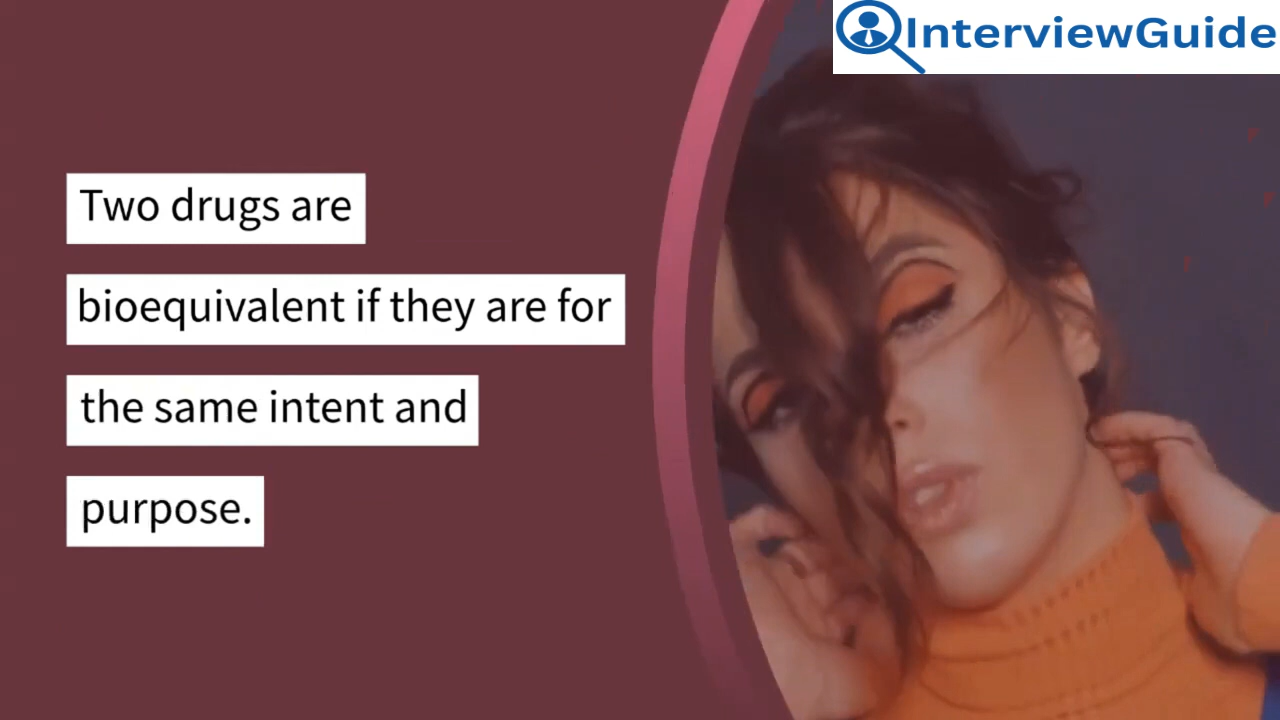 InterviewGuide
Two drugs are
bioequivalent if they are for
the same intent and
purpose.